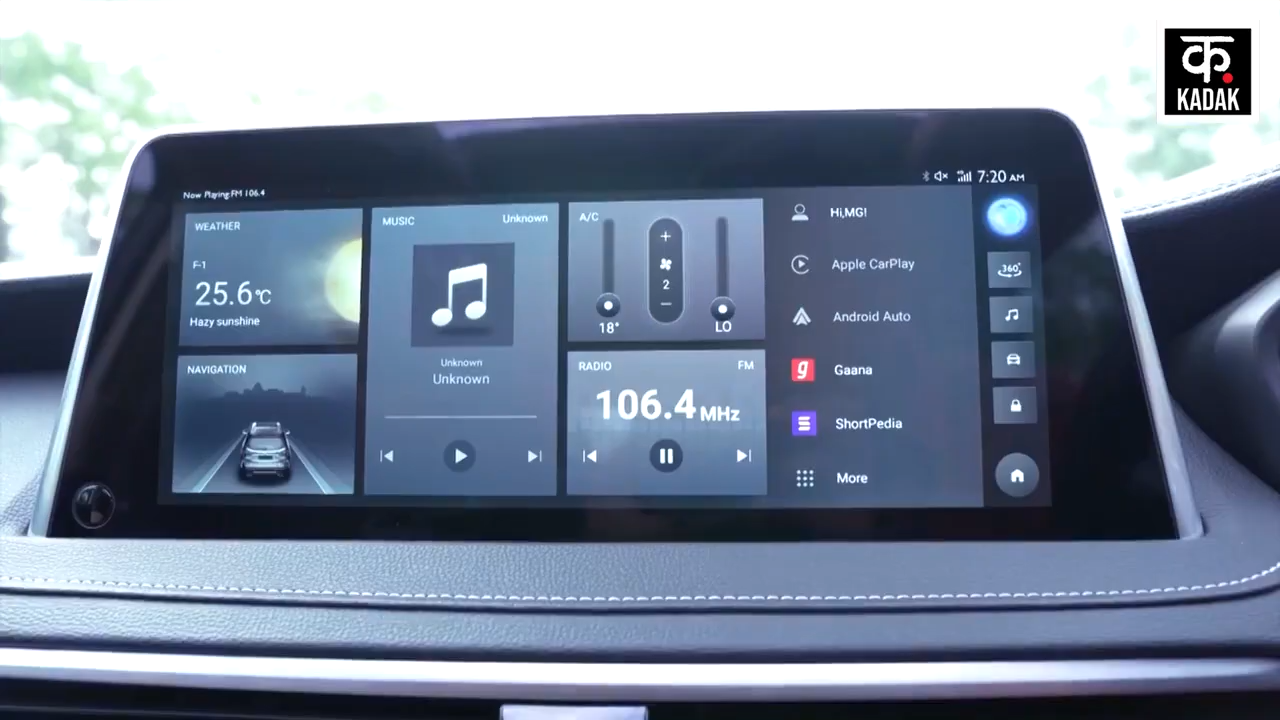 क.
KADAK
Now Playing:FM 106.4
7:20 AM
WEATHER
F-1
25.6°C
Hazy sunshine
NAVIGATION
MUSIC
Unknown
Unknown
Unknown
A/C
+
2
−
18°
LO
RADIO
FM
106.4 MHz
Hi,MG!
Apple CarPlay
Android Auto
g
Gaana
ShortPedia
More
360°